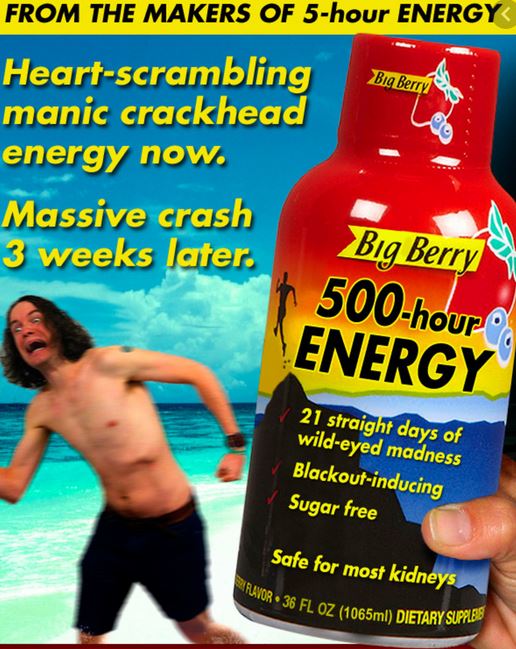 FROM THE MAKERS OF 5-hour ENERGY
Heart-scrambling
manic crackhead
energy now.
Massive crash
3 weeks later.
Big Berry
Big Berry
500-hour
ENERGY
21 straight days of
wild-eyed madness
Blackout-inducing
Sugar free
Safe for most kidneys
FLAVOR • 36 FL OZ (1065ml) DIETARY